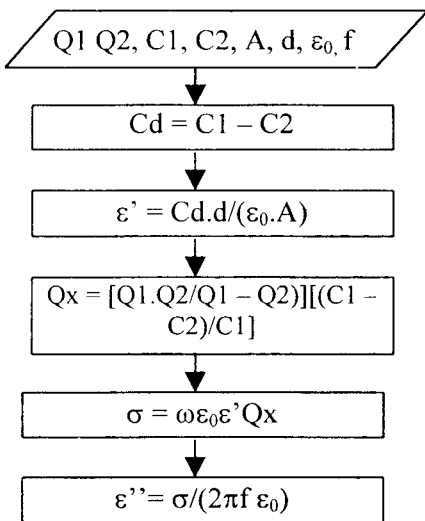 Q1 Q2, C1, C2, A, d, ε₀, f
Cd = C1 – C2
ε' = Cd.d/(ε₀.A)
Qx = [Q1.Q2/Q1 – Q2)][(C1 –
C2)/C1]
σ = ωε₀ε'Qx
ε''= σ/(2πf ε₀)